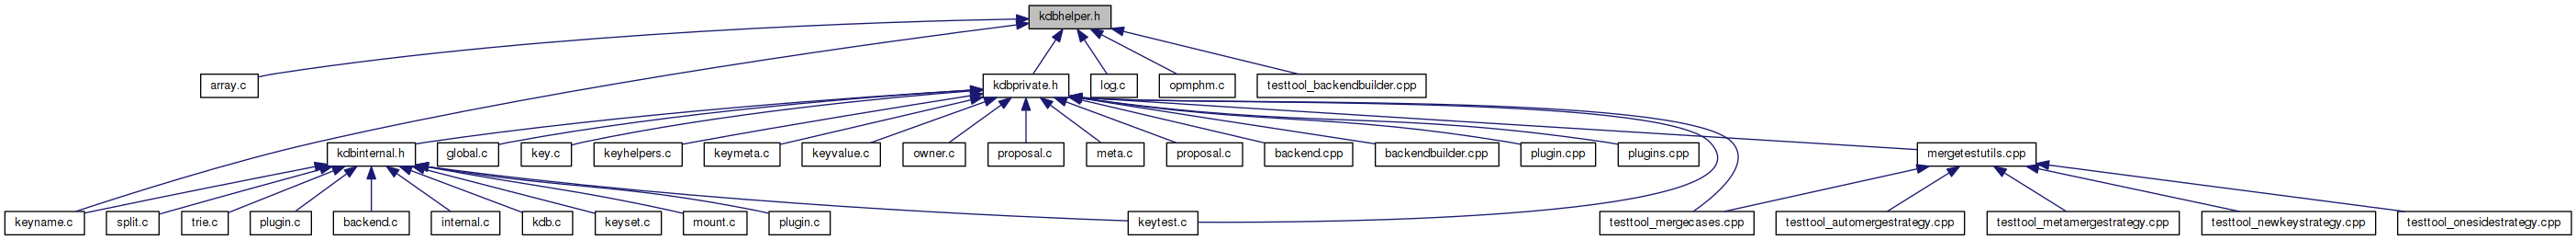 kdbhelper.h
array.c
kdbprivate.h
log.c
opmphm.c
testtool_backendbuilder.cpp
kdbinternal.h
global.c
key.c
keyhelpers.c
keymeta.c
keyvalue.c
owner.c
proposal.c
meta.c
proposal.c
backend.cpp
backendbuilder.cpp
plugin.cpp
plugins.cpp
mergetestutils.cpp
keyname.c
split.c
trie.c
plugin.c
backend.c
internal.c
kdb.c
keyset.c
mount.c
plugin.c
keytest.c
testtool_mergecases.cpp
testtool_automergestrategy.cpp
testtool_metamergestrategy.cpp
testtool_newkeystrategy.cpp
testtool_onesidestrategy.cpp